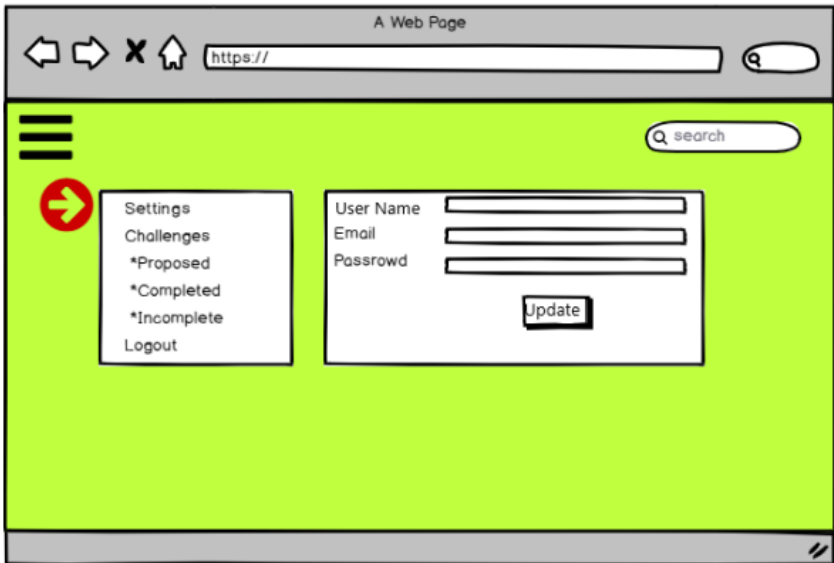 A Web Page
https://
search
Settings
Challenges
*Proposed
*Completed
*Incomplete
Logout
User Name
Email
Passrowd
Update